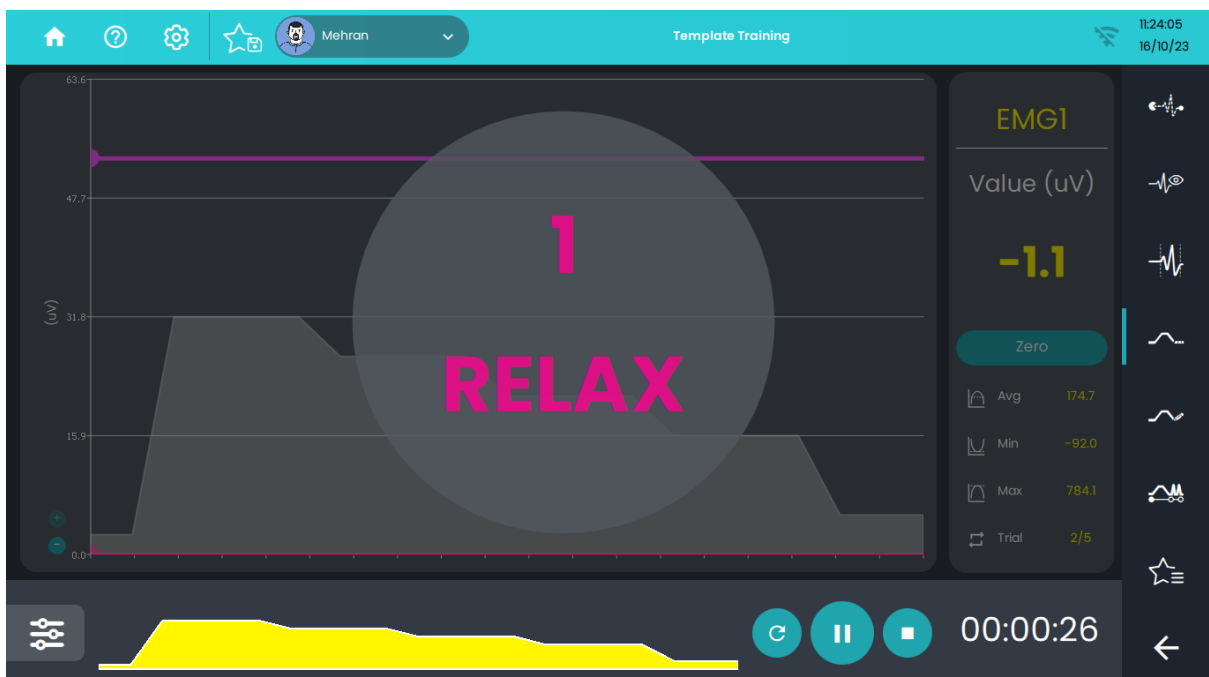 Mehran
Template Training
11:24:05
16/10/23
63.6
47.7
31.8
15.9
0.0
(uV)
1
RELAX
EMG1
Value (uV)
-1.1
Zero
Avg 174.7
Min -92.0
Max 784.1
Trial 2/5
00:00:26